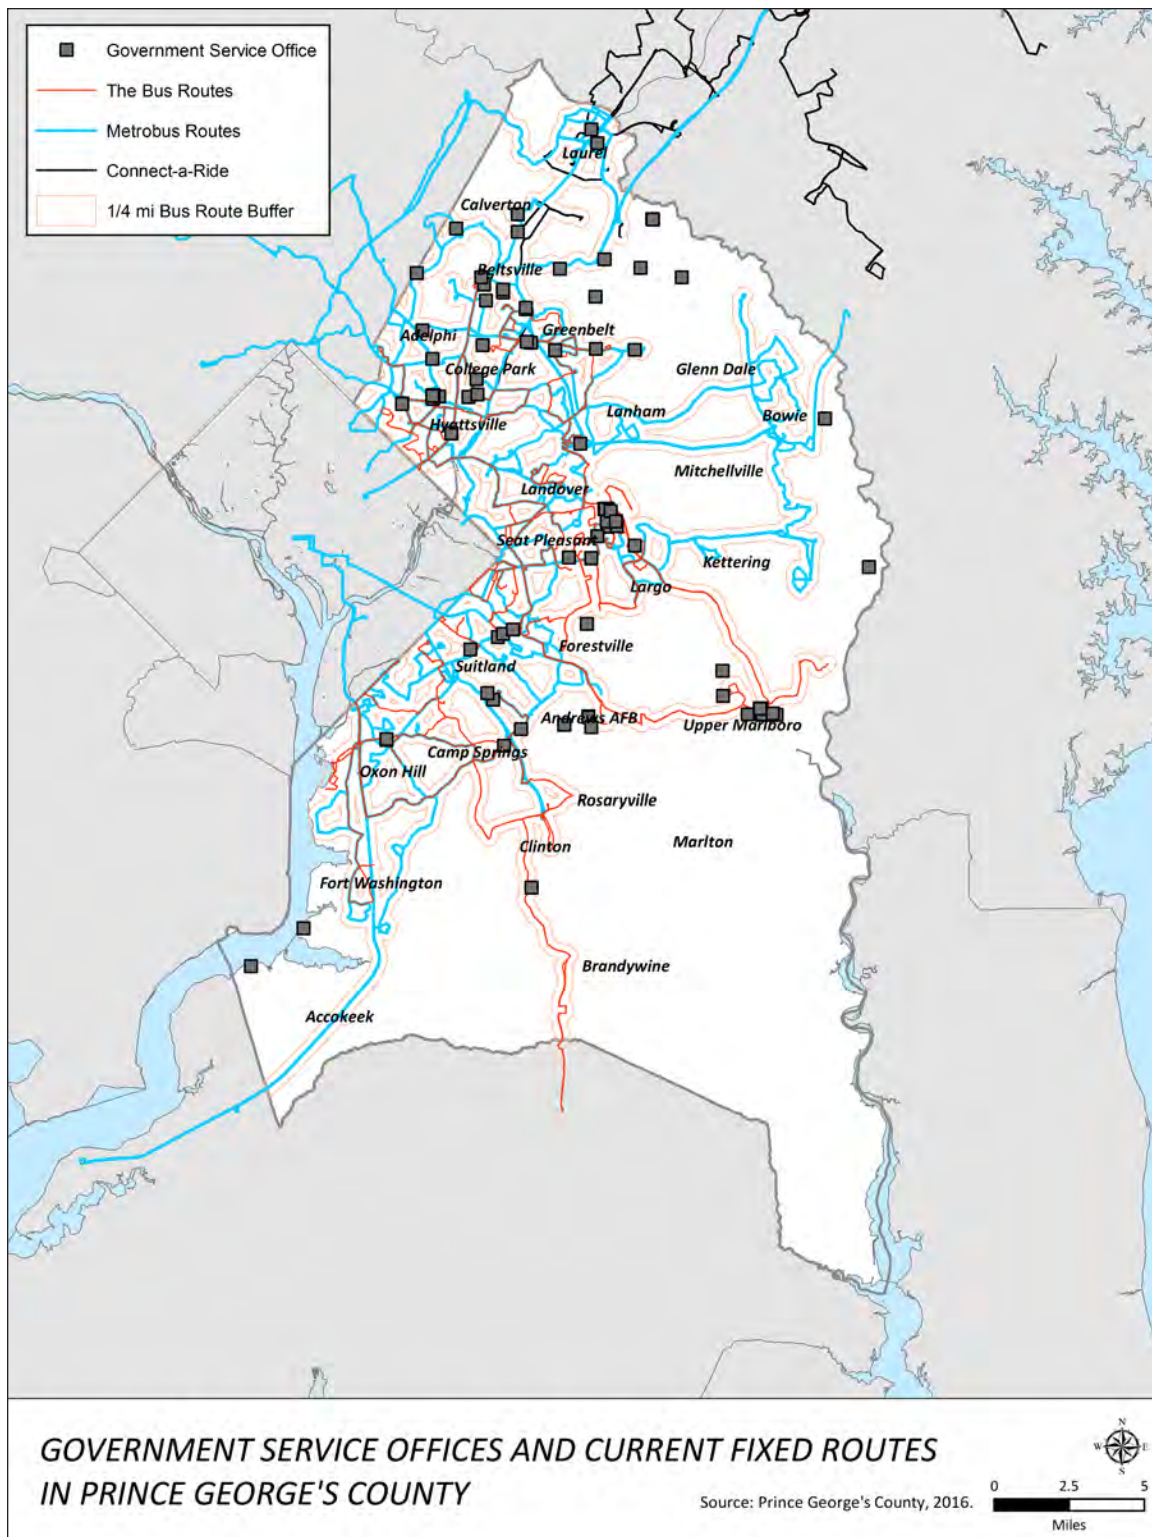 Government Service Office
The Bus Routes
Metrobus Routes
Connect-a-Ride
1/4 mi Bus Route Buffer
Laurel
Calverton
Beltsville
Adelphi
Greenbelt
College Park
Glenn Dale
Lanham
Bowie
Hyattsville
Mitchellville
Landover
Seat Pleasant
Kettering
Largo
Forestville
Suitland
Andrews AFB
Upper Marlboro
Camp Springs
Oxon Hill
Rosaryville
Clinton
Marlton
Fort Washington
Brandywine
Accokeek
GOVERNMENT SERVICE OFFICES AND CURRENT FIXED ROUTES
IN PRINCE GEORGE'S COUNTY
Source: Prince George's County, 2016.
N
W E
S
0 2.5 5
Miles